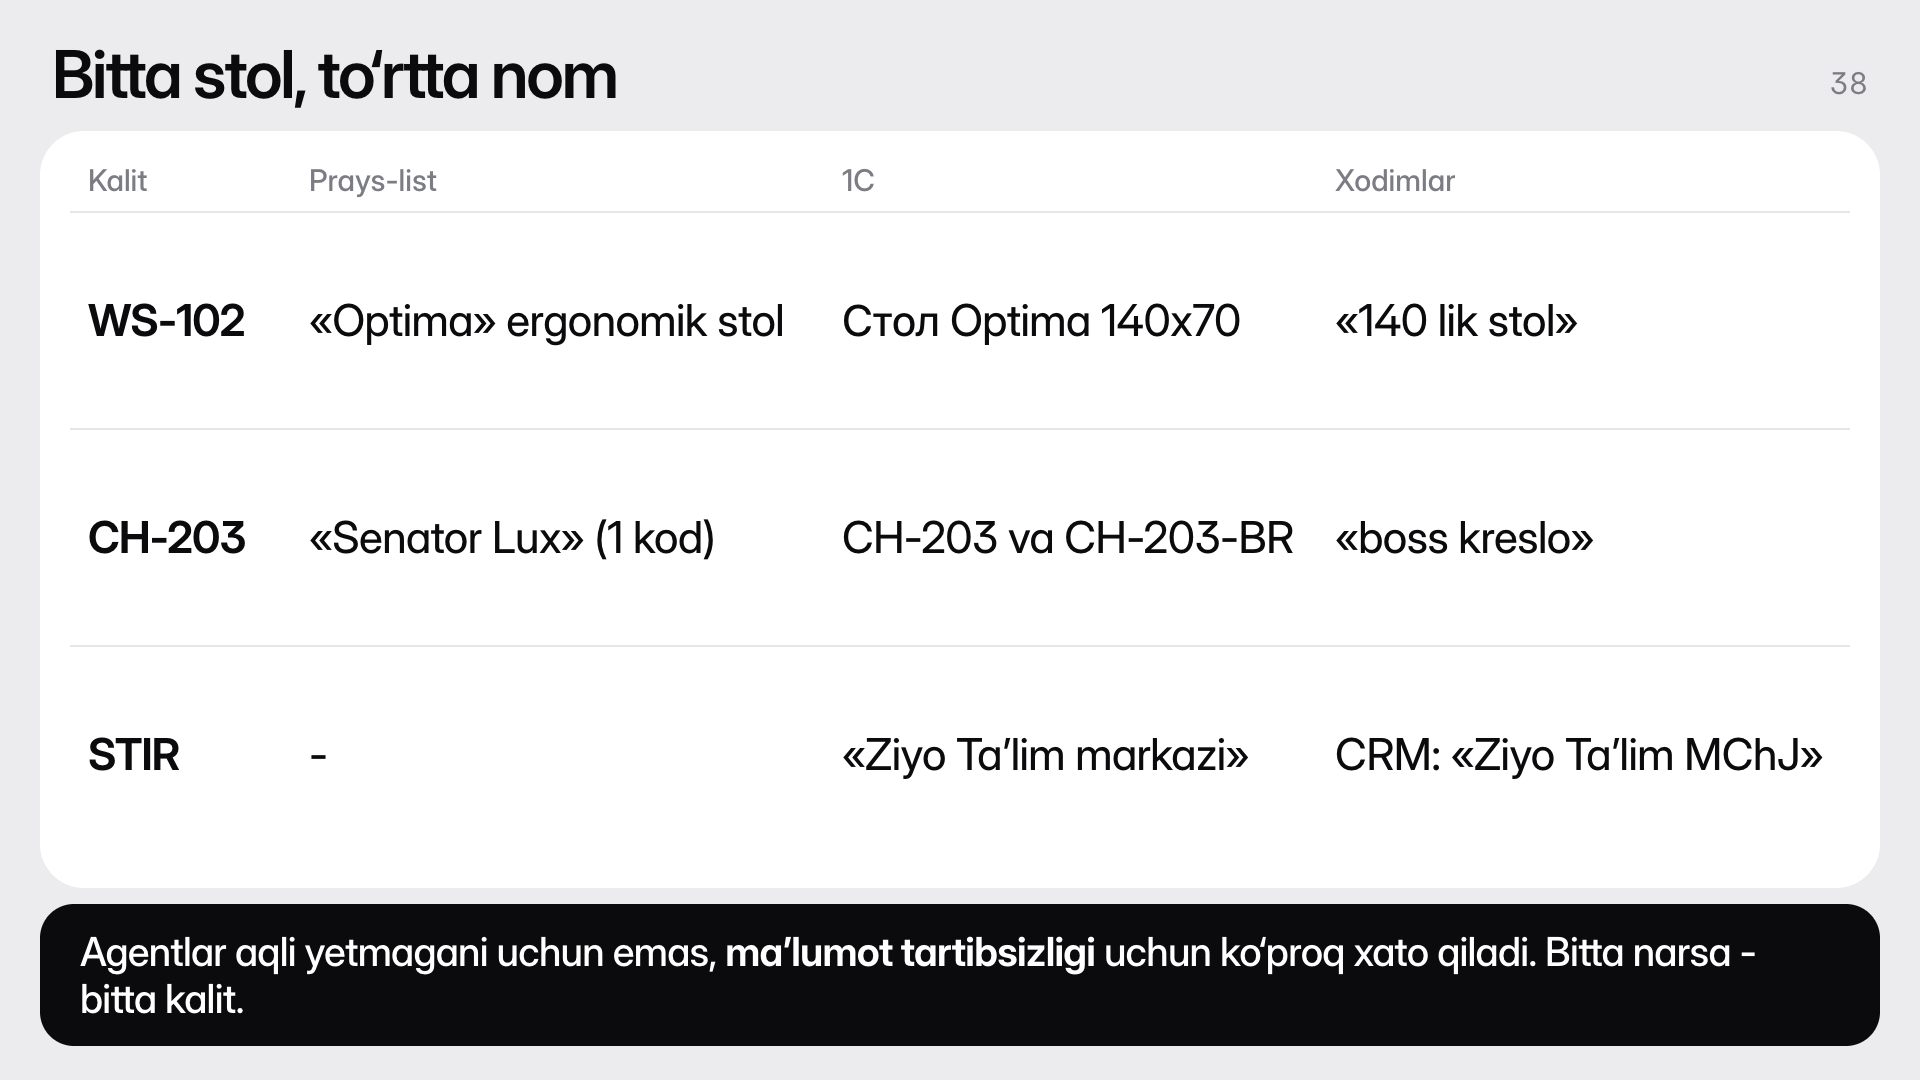 Bitta stol, to‘rtta nom
38
Kalit Prays-list 1C Xodimlar
WS-102 «Optima» ergonomik stol Стол Optima 140x70 «140 lik stol»
CH-203 «Senator Lux» (1 kod) CH-203 va CH-203-BR «boss kreslo»
STIR - «Ziyo Ta’lim markazi» CRM: «Ziyo Ta’lim MChJ»
Agentlar aqli yetmagani uchun emas, ma’lumot tartibsizligi uchun ko‘proq xato qiladi. Bitta narsa -
bitta kalit.